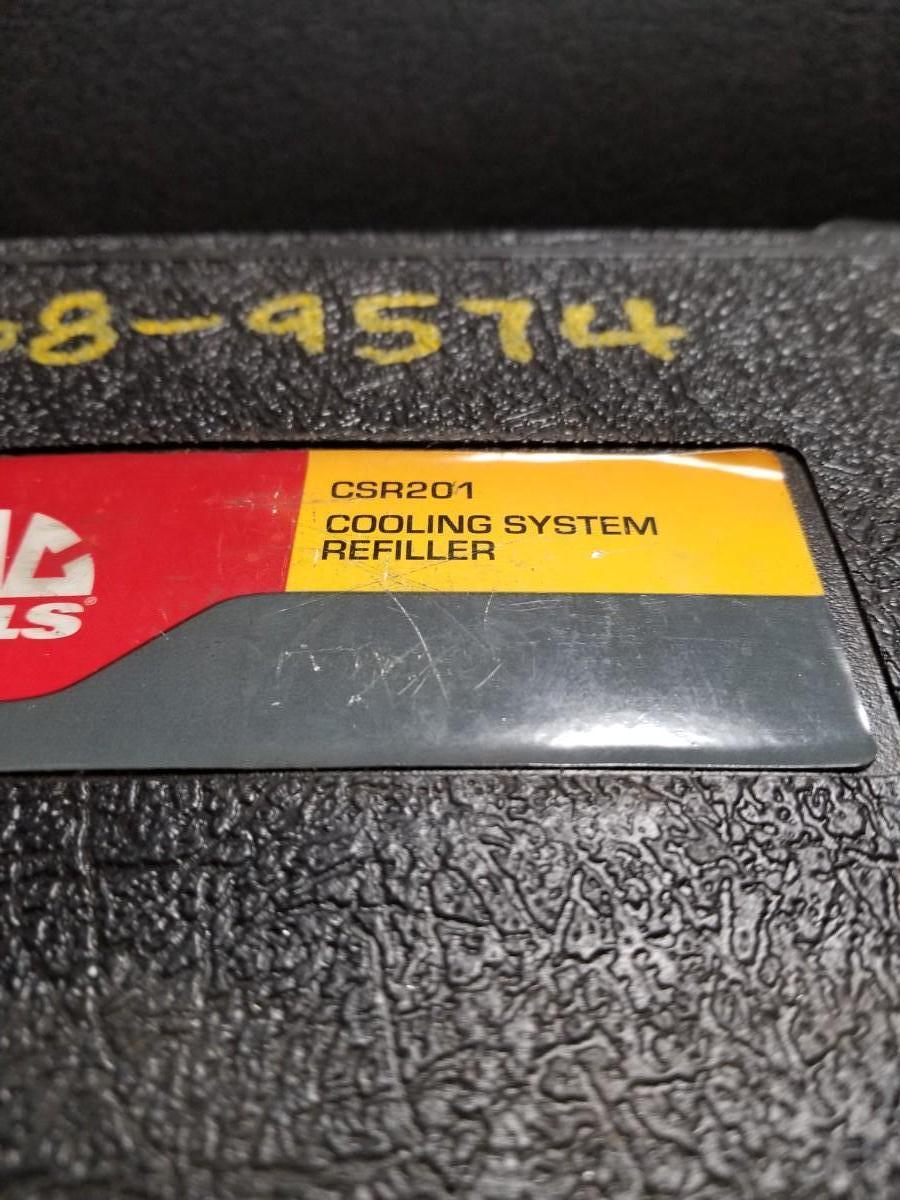 8-9574
CSR201
COOLING SYSTEM
REFILLER